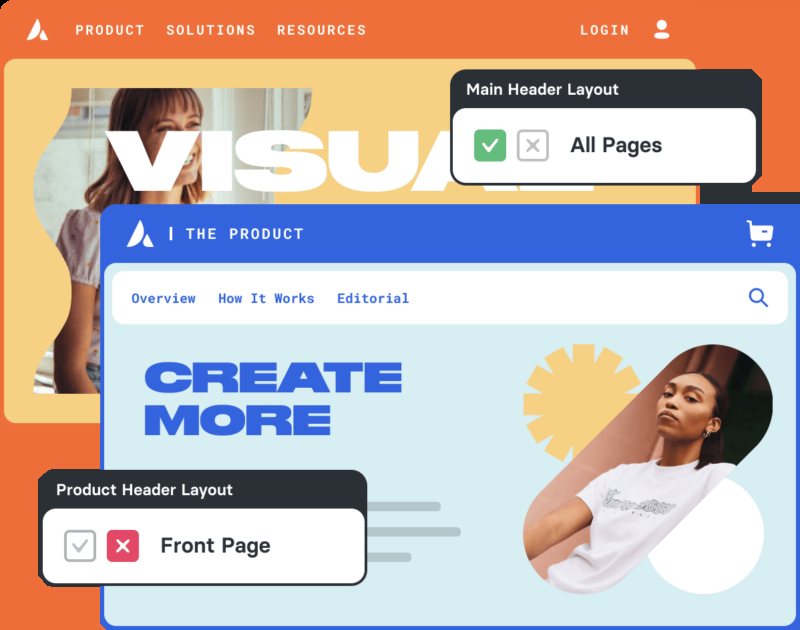 PRODUCT SOLUTIONS RESOURCES LOGIN
Main Header Layout
All Pages
THE PRODUCT
Overview How It Works Editorial
CREATE
MORE
Product Header Layout
Front Page